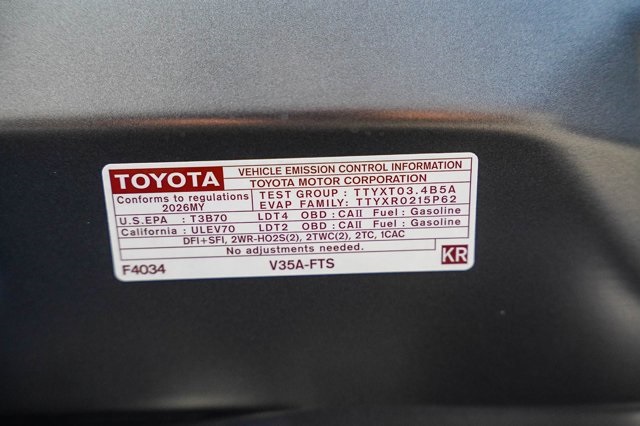 TOYOTA VEHICLE EMISSION CONTROL INFORMATION
TOYOTA MOTOR CORPORATION
Conforms to regulations TEST GROUP : TTYXT03.4B5A
2026MY EVAP FAMILY: TTYXR0215P62
U.S.EPA : T3B70 LDT4 OBD : CAII Fuel : Gasoline
California : ULEV70 LDT2 OBD : CAII Fuel : Gasoline
DFI+SFI, 2WR-HO2S(2), 2TWC(2), 2TC, 1CAC
No adjustments needed.
F4034 V35A-FTS KR